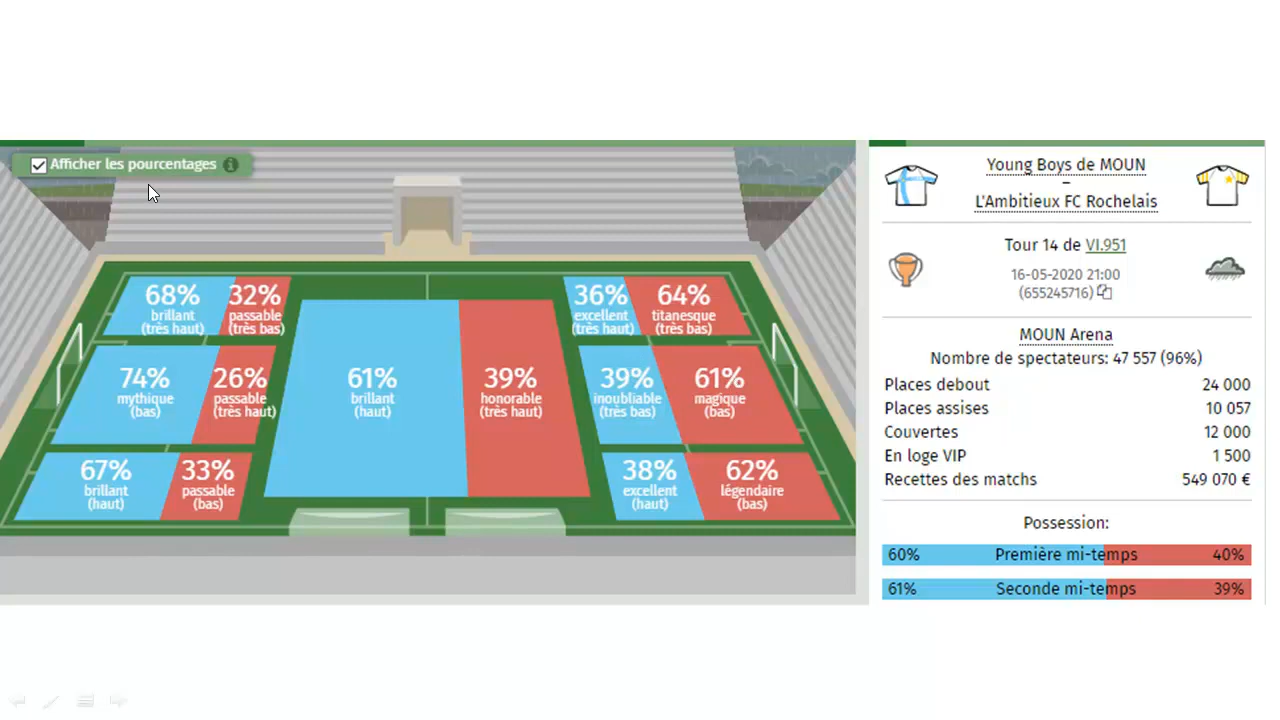 Afficher les pourcentages
68%
brillant
(très haut)
32%
passable
(très bas)
36%
excellent
(très haut)
64%
titanesque
(très bas)
74%
mythique
(bas)
26%
passable
(très haut)
61%
brillant
(haut)
39%
honorable
(très haut)
39%
inoubliable
(très bas)
61%
magique
(bas)
67%
brillant
(haut)
33%
passable
(bas)
38%
excellent
(haut)
62%
légendaire
(bas)
Young Boys de MOUN
–
L'Ambitieux FC Rochelais
Tour 14 de VI.951
16-05-2020 21:00
(655245716)
MOUN Arena
Nombre de spectateurs: 47 557 (96%)
Places debout 24 000
Places assises 10 057
Couvertes 12 000
En loge VIP 1 500
Recettes des matchs 549 070 €
Possession:
60% Première mi-temps 40%
61% Seconde mi-temps 39%